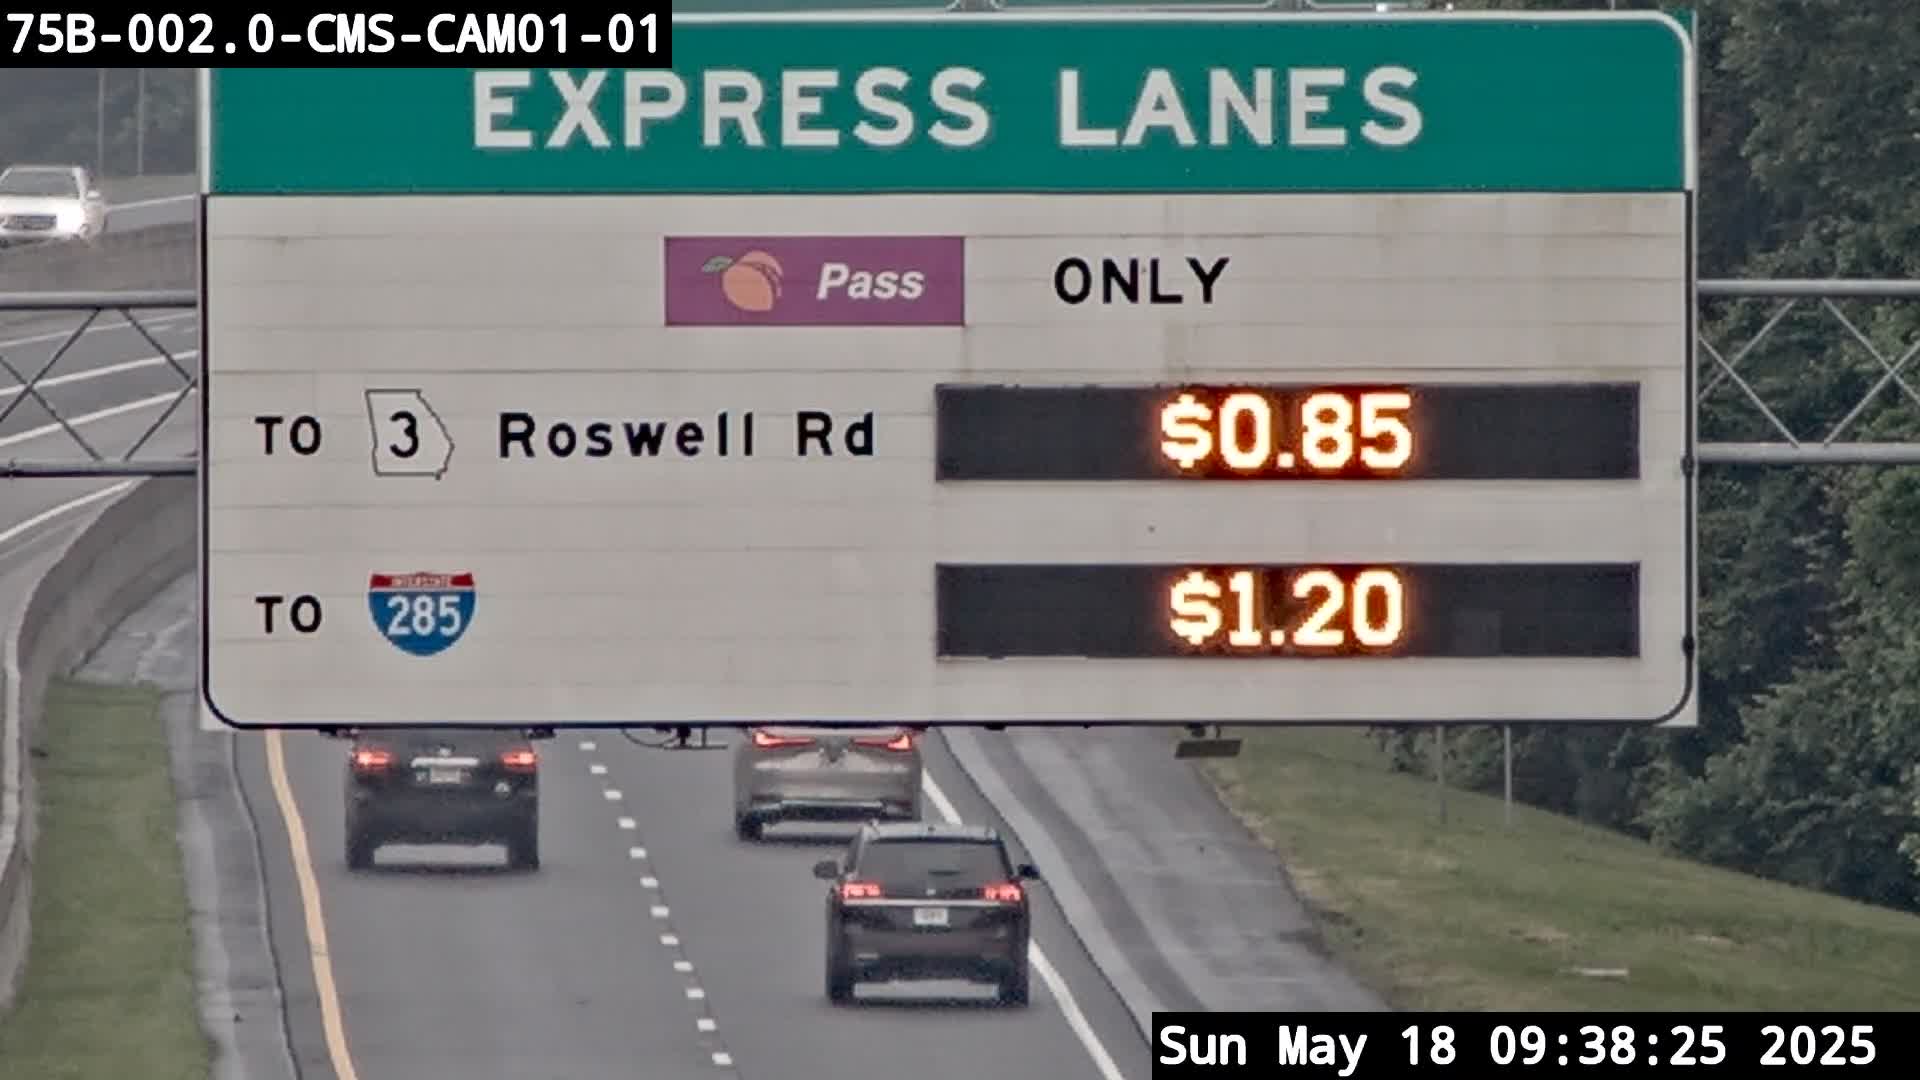 75B-002.0-CMS-CAM01-01
EXPRESS LANES
Pass ONLY
TO 3 Roswell Rd $0.85
INTERSTATE
TO 285 $1.20
Sun May 18 09:38:25 2025